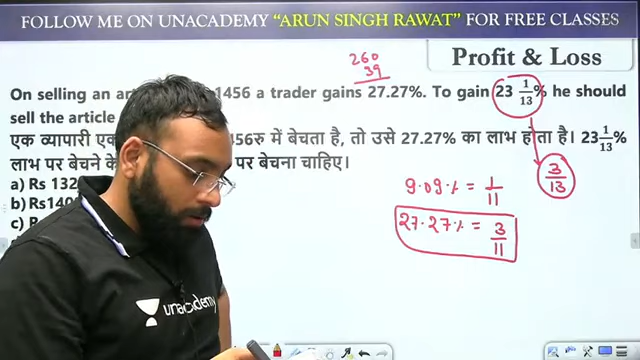 FOLLOW ME ON UNACADEMY “ARUN SINGH RAWAT” FOR FREE CLASSES
260
39
Profit & Loss
On selling an 1456 a trader gains 27.27%. To gain 23 1/13% he should
sell the article
एक व्यापारी 56रु में बेचता है, तो उसे 27.27% का लाभ होता है। 23 1/13%
लाभ पर बेचने पर बेचना चाहिए।
a) Rs 132
b) Rs140
c)
3/13
9.09% = 1/11
27.27% = 3/11
unacademy